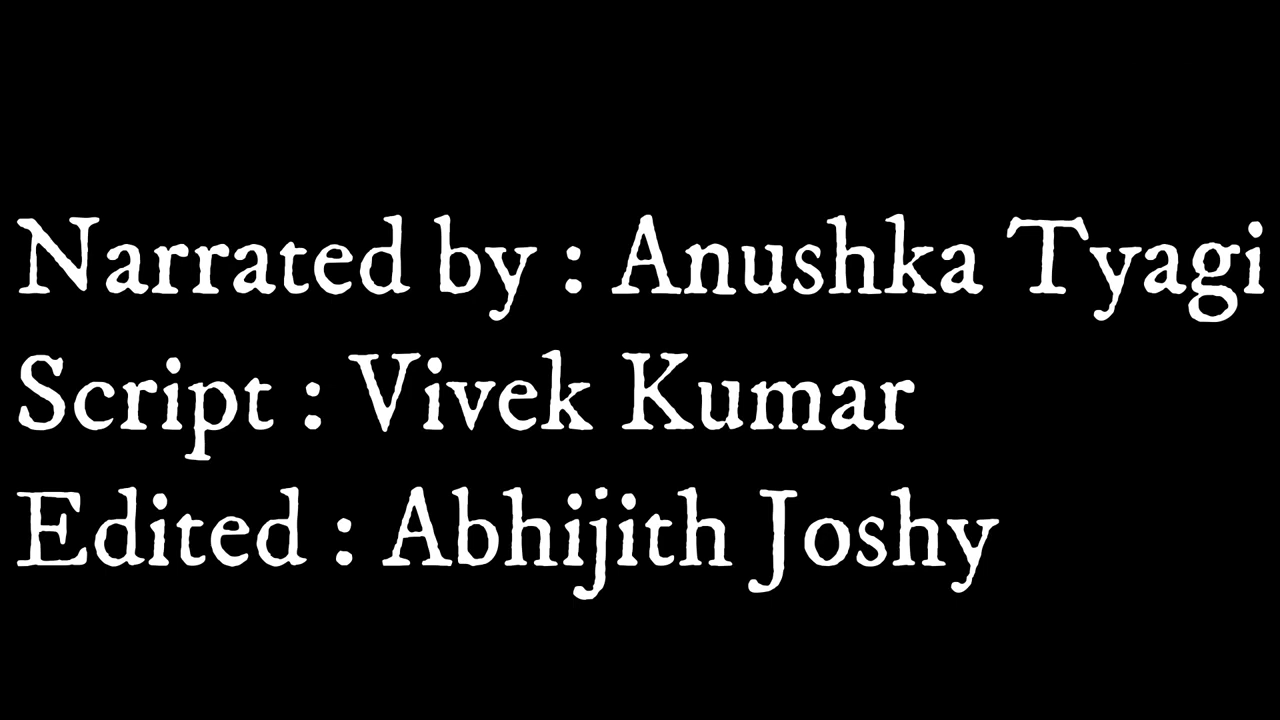 Narrated by : Anushka Tyagi
Script : Vivek Kumar
Edited : Abhijith Joshy